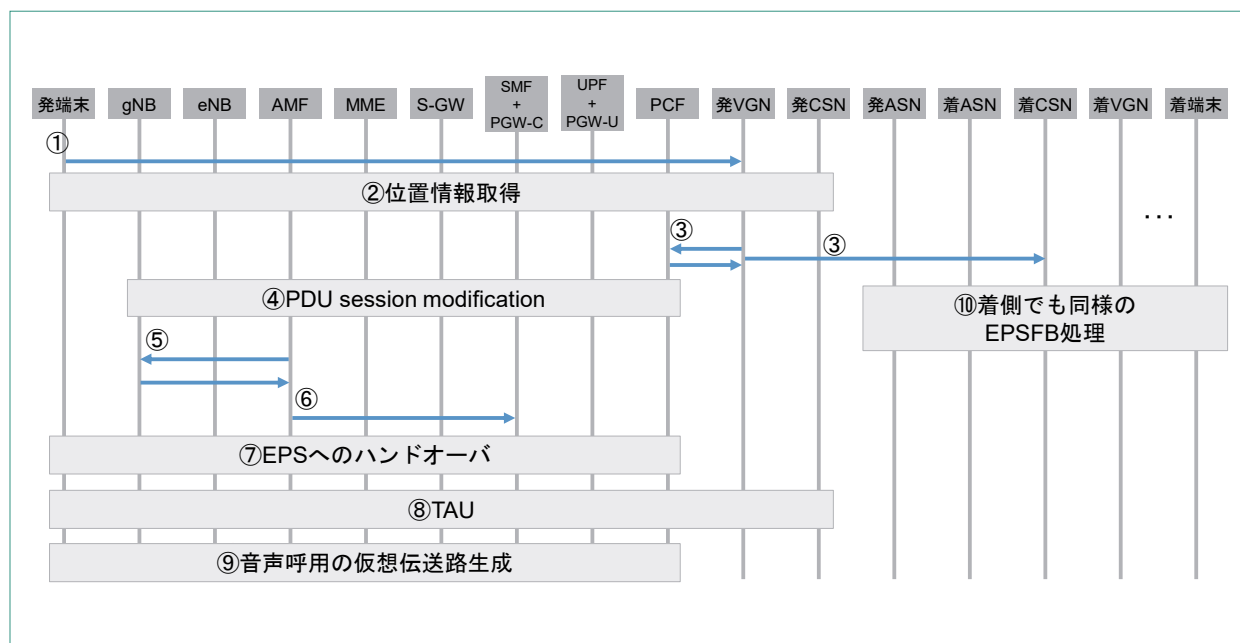 発端末 gNB eNB AMF MME S-GW SMF + PGW-C UPF + PGW-U PCF 発VGN 発CSN 発ASN 着ASN 着CSN 着VGN 着端末
①
②位置情報取得
...
③ ③
④PDU session modification
⑩着側でも同様の
EPSFB処理
⑤
⑥
⑦EPSへのハンドオーバ
⑧TAU
⑨音声呼用の仮想伝送路生成